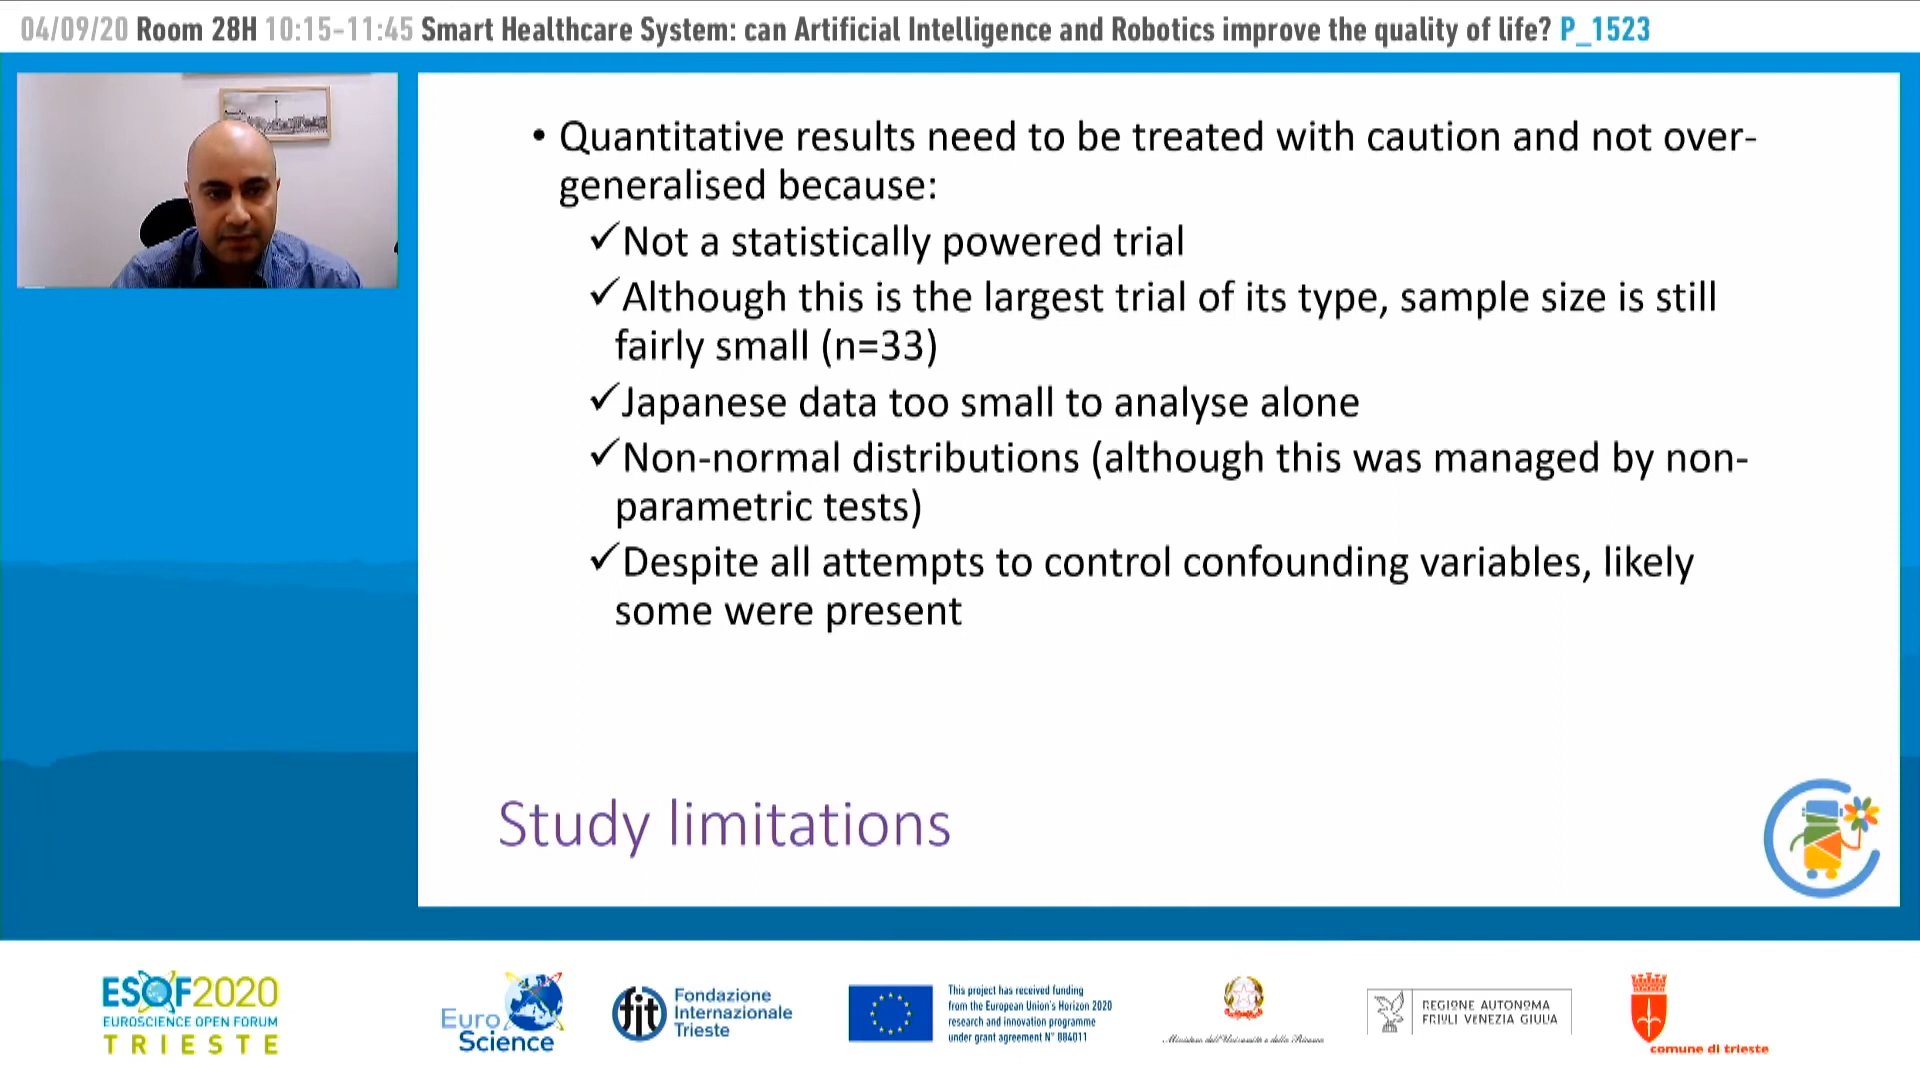 04/09/20 Room 28H 10:15-11:45 Smart Healthcare System: can Artificial Intelligence and Robotics improve the quality of life? P_1523
• Quantitative results need to be treated with caution and not over-
generalised because:
✓Not a statistically powered trial
✓Although this is the largest trial of its type, sample size is still
fairly small (n=33)
✓Japanese data too small to analyse alone
✓Non-normal distributions (although this was managed by non-
parametric tests)
✓Despite all attempts to control confounding variables, likely
some were present
Study limitations
ESOF2020
EUROSCIENCE OPEN FORUM
TRIESTE
Euro
Science
fit
Fondazione
Internazionale
Trieste
This project has received funding
from the European Union's Horizon 2020
research and innovation programme
under grant agreement N° 884011
Ministero dell'Università e della Ricerca
REGIONE AUTONOMA
FRIULI VENEZIA GIULIA
comune di trieste